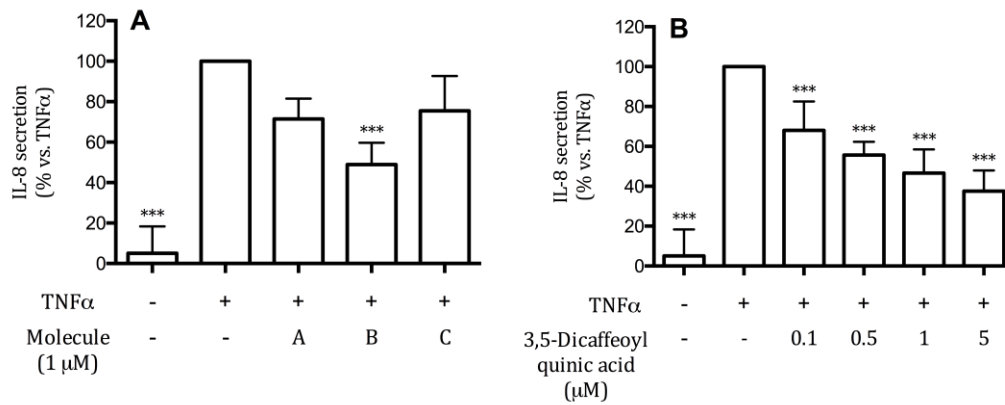 A
120
100
80
60
40
20
0
IL-8 secretion
(% vs. TNFα)
***
***
TNFα - + + + +
Molecule - - A B C
(1 μM)
B
120
100
80
60
40
20
0
IL-8 secretion
(% vs. TNFα)
***
***
***
***
***
TNFα - + + + + +
3,5-Dicaffeoyl - - 0.1 0.5 1 5
quinic acid
(μM)